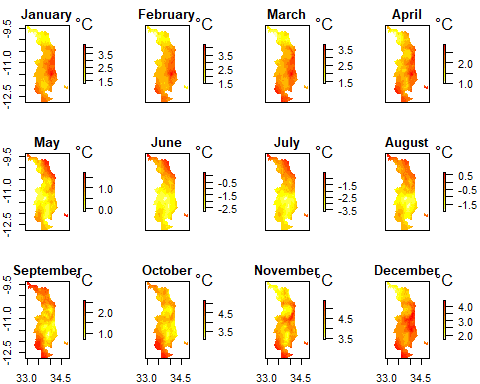 January °C February °C March °C April °C
-9.5 -11.0 -12.5
3.5 2.5 1.5
3.5 2.5 1.5
3.5 2.5 1.5
2.0 1.0
May °C June °C July °C August °C
-9.5 -11.0 -12.5
1.0 0.0
-0.5 -1.5 -2.5
-1.5 -2.5 -3.5
0.5 -0.5 -1.5
September °C October °C November °C December °C
-9.5 -11.0 -12.5
2.0 1.0
4.5 3.5
4.5 3.5
4.0 3.0 2.0
33.0 34.5 33.0 34.5 33.0 34.5 33.0 34.5